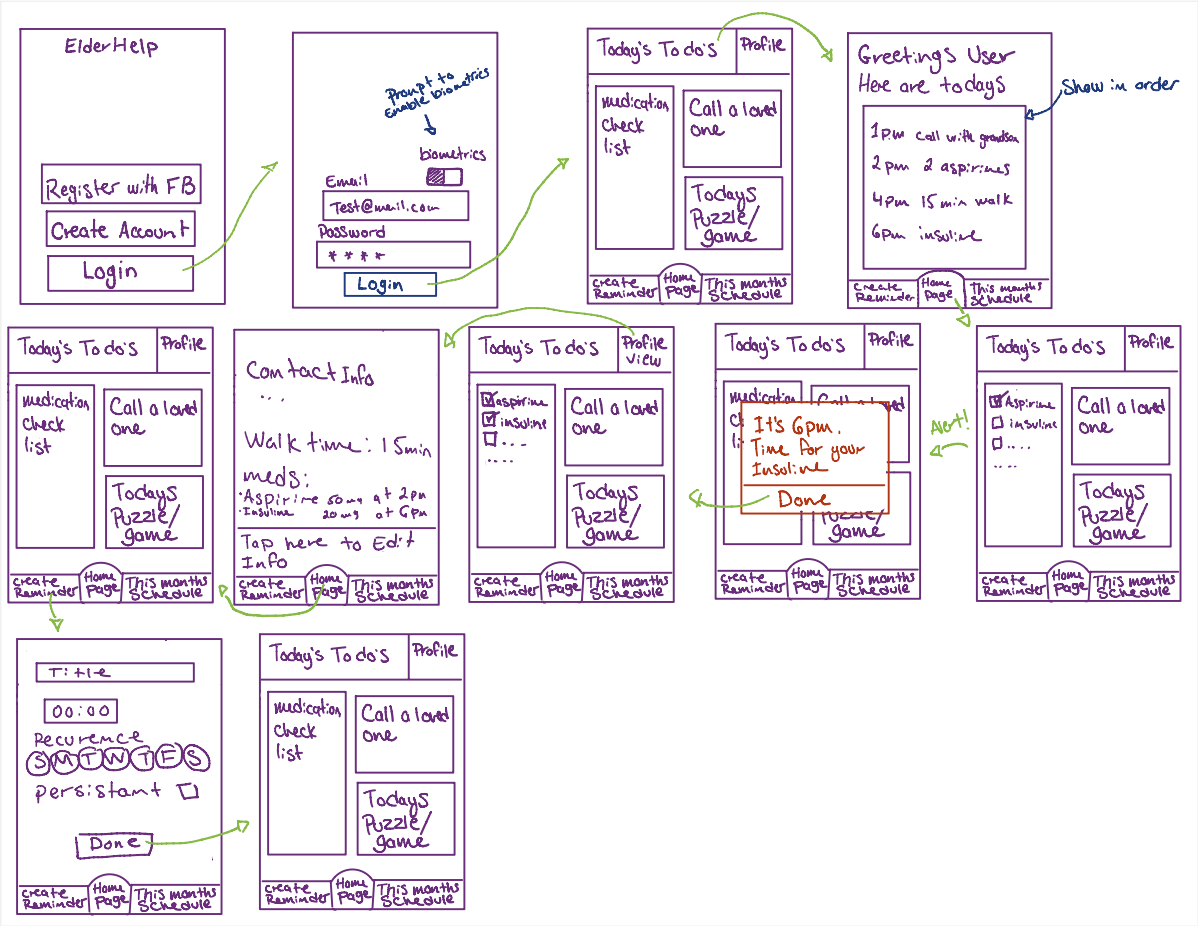 ElderHelp
Register with FB
Create Account
Login
Prompt to
Enable biometrics
biometrics
Email
Test@mail.com
Password
****
Login
Today's To do's
Profile
medication
check
list
Call a loved
one
Todays
Puzzle/
game
create
Reminder
Home
Page
This months
Schedule
Greetings User
Here are todays
Show in order
1pm call with grandson
2pm 2 aspirines
4pm 15 min walk
6pm insuline
Create
Reminder
Home
Page
This months
Schedule
Today's To do's
Profile
medication
check
list
Call a loved
one
Todays
Puzzle/
game
create
Reminder
Home
Page
This months
Schedule
Contact Info
...
Walk time: 15min
meds:
·Aspirine 50mg at 2pm
·Insuline 20mg at 6pm
Tap here to Edit
Info
create
Reminder
Home
Page
This months
Schedule
Today's To do's
Profile
view
aspirine
insuline
....
....
Call a loved
one
Todays
Puzzle/
game
create
Reminder
Home
Page
This months
Schedule
Today's To do's
Profile
medication
Call a loved
It's 6pm.
Time for your
Insuline
Done
Puzzle/
game
create
Reminder
Home
Page
This months
Schedule
Alert!
Today's To do's
Profile
Aspirine
insuline
....
....
Call a loved
one
Todays
Puzzle/
game
create
Reminder
Home
Page
This months
Schedule
Title
00:00
Recurence
S M T W T F S
persistant
Done
create
Reminder
Home
Page
This months
Schedule
Today's To do's
Profile
medication
check
list
Call a loved
one
Todays
Puzzle/
game
create
Reminder
Home
Page
This months
Schedule